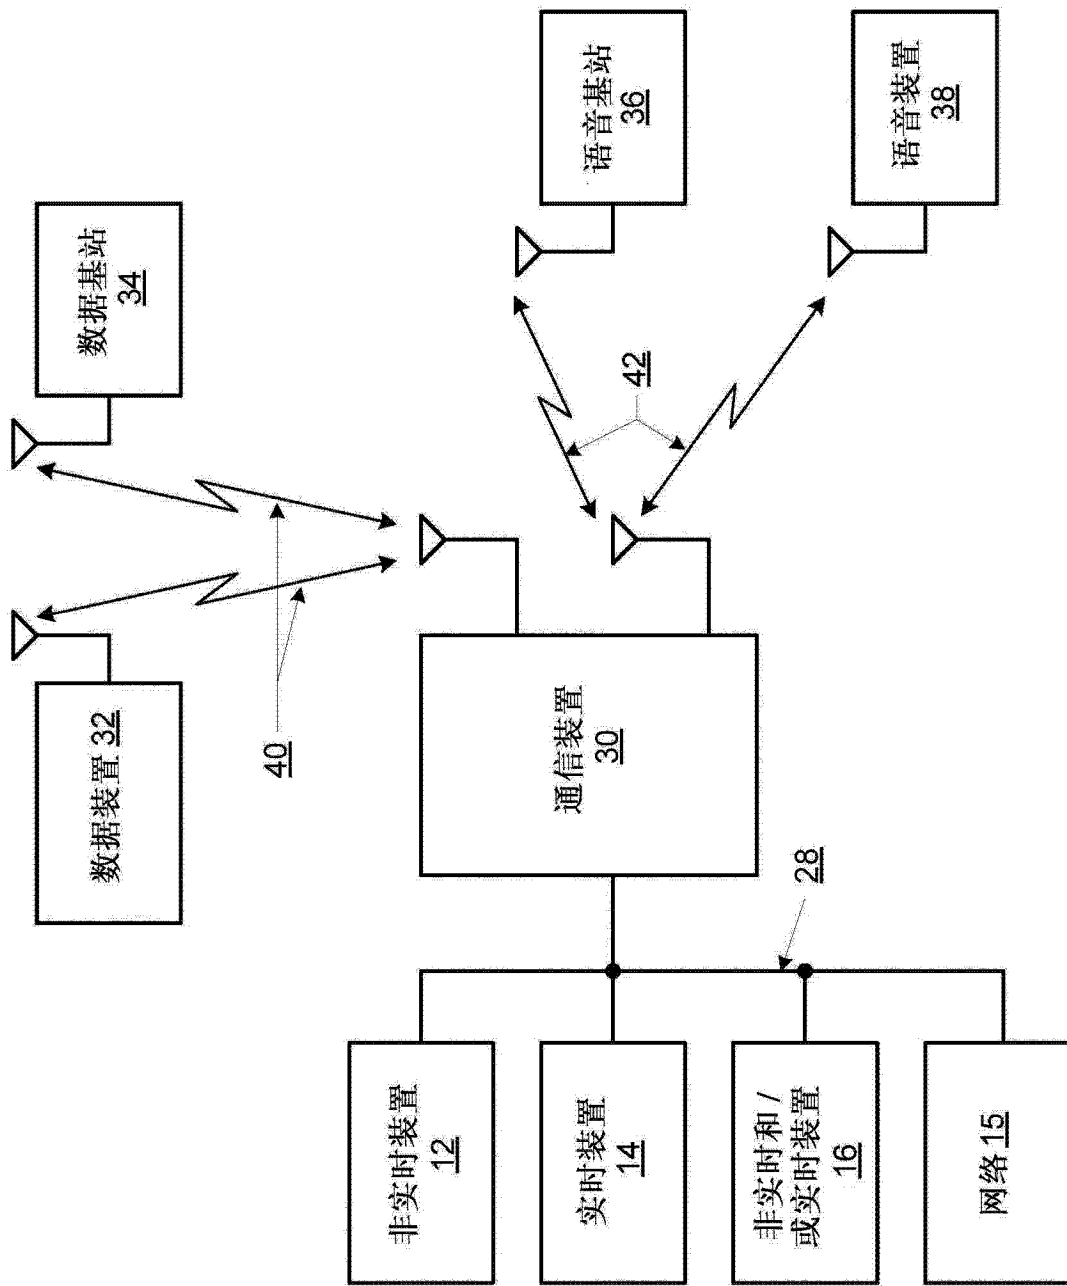 数据装置 32
数据基站
34
40
通信装置
30
42
语音基站
36
语音装置
38
28
非实时装置
12
实时装置
14
非实时和 /
或实时装置
16
网络 15